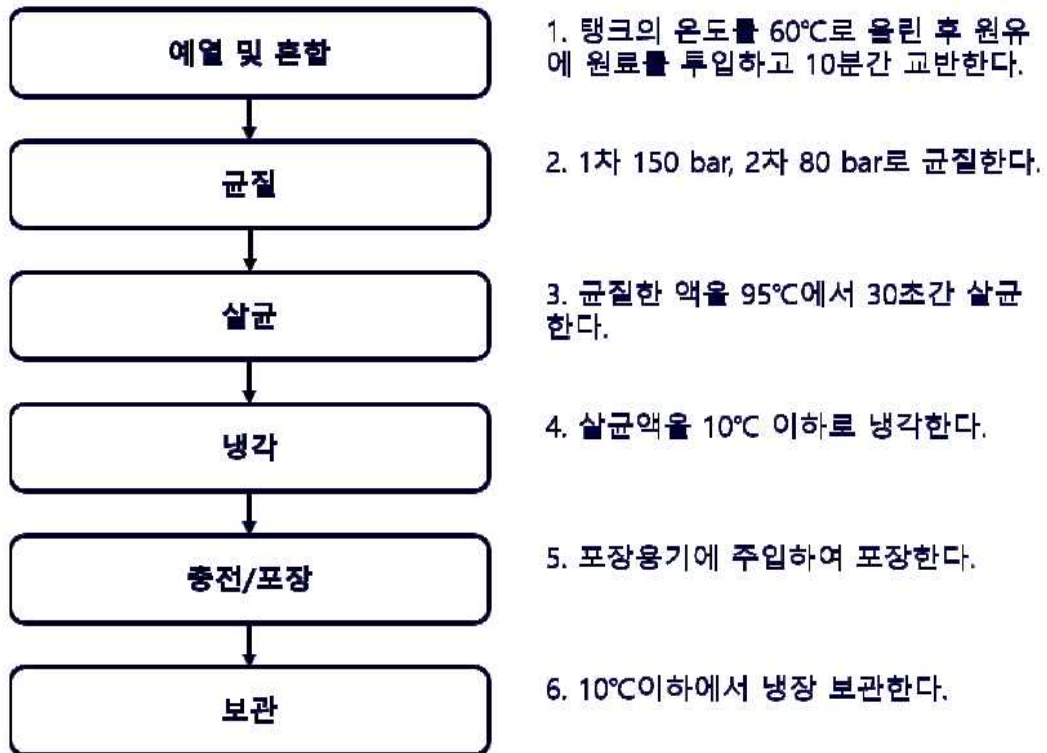 예열 및 혼합
1. 탱크의 온도를 60℃로 올린 후 원유
에 원료를 투입하고 10분간 교반한다.
균질
2. 1차 150 bar, 2차 80 bar로 균질한다.
살균
3. 균질한 액을 95℃에서 30초간 살균
한다.
냉각
4. 살균액을 10℃ 이하로 냉각한다.
충전/포장
5. 포장용기에 주입하여 포장한다.
보관
6. 10℃이하에서 냉장 보관한다.